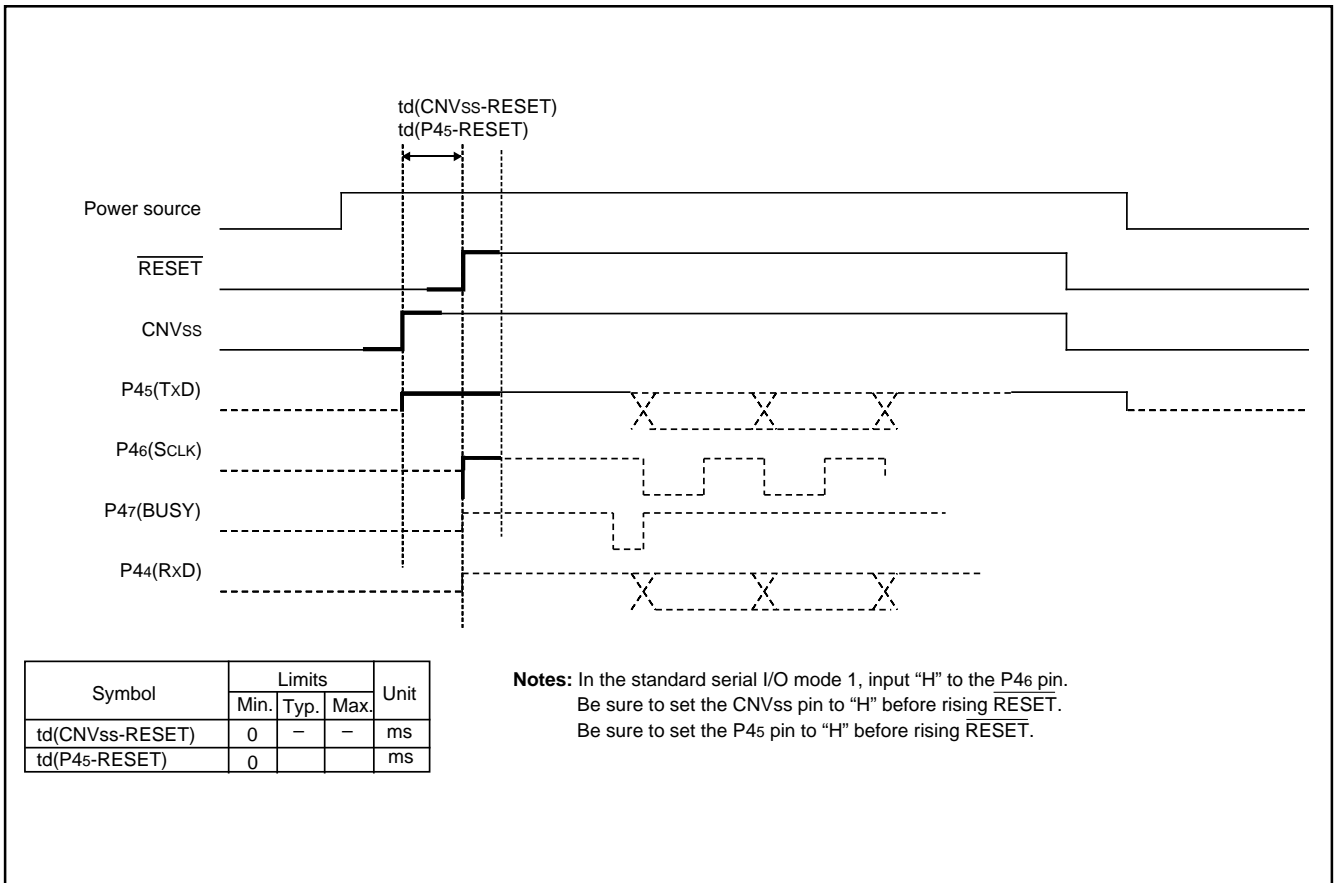 td(CNVss-RESET)
td(P45-RESET)
Power source
RESET
CNVss
P45(TxD)
P46(SCLK)
P47(BUSY)
P44(RxD)
Symbol Limits Unit
Min. Typ. Max.
td(CNVss-RESET) 0 – – ms
td(P45-RESET) 0 ms
Notes: In the standard serial I/O mode 1, input “H” to the P46 pin.
Be sure to set the CNVss pin to “H” before rising RESET.
Be sure to set the P45 pin to “H” before rising RESET.